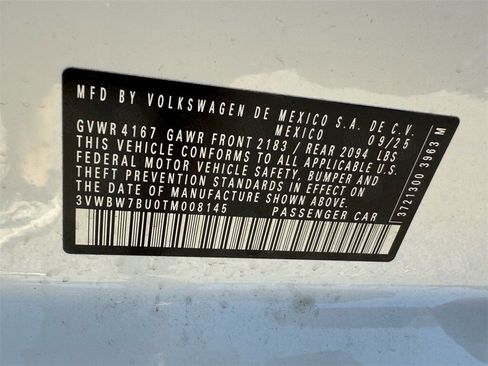 MFD BY VOLKSWAGEN DE MEXICO S.A. DE C.V.
MEXICO 09/25
GVWR 4167 GAWR FRONT 2183 / REAR 2094 LBS
THIS VEHICLE CONFORMS TO ALL APPLICABLE U.S.
FEDERAL MOTOR VEHICLE SAFETY, BUMPER AND
THEFT PREVENTION STANDARDS IN EFFECT ON
THE DATE OF MANUFACTURE SHOWN ABOVE.
3VWBW7BU0TM008145 PASSENGER CAR
3721300 3963 M